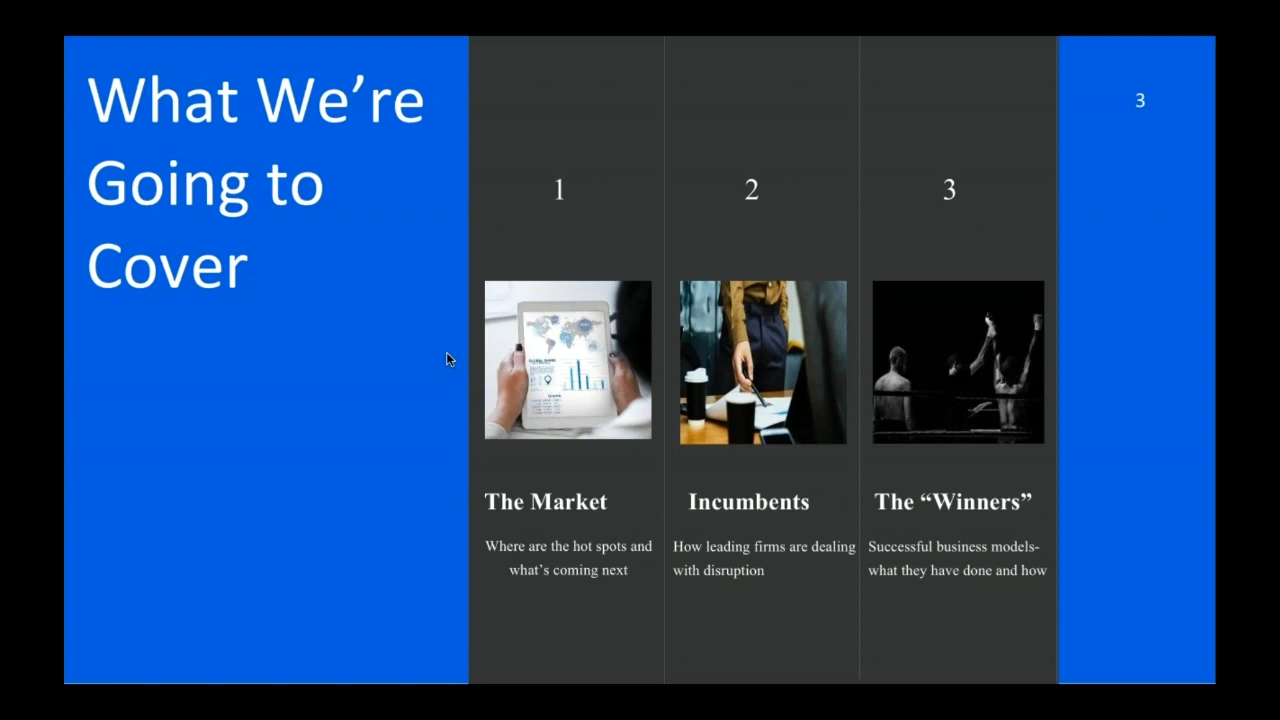 What We’re
Going to
Cover
3
1
2
3
The Market
Where are the hot spots and
what’s coming next
Incumbents
How leading firms are dealing
with disruption
The “Winners”
Successful business models-
what they have done and how